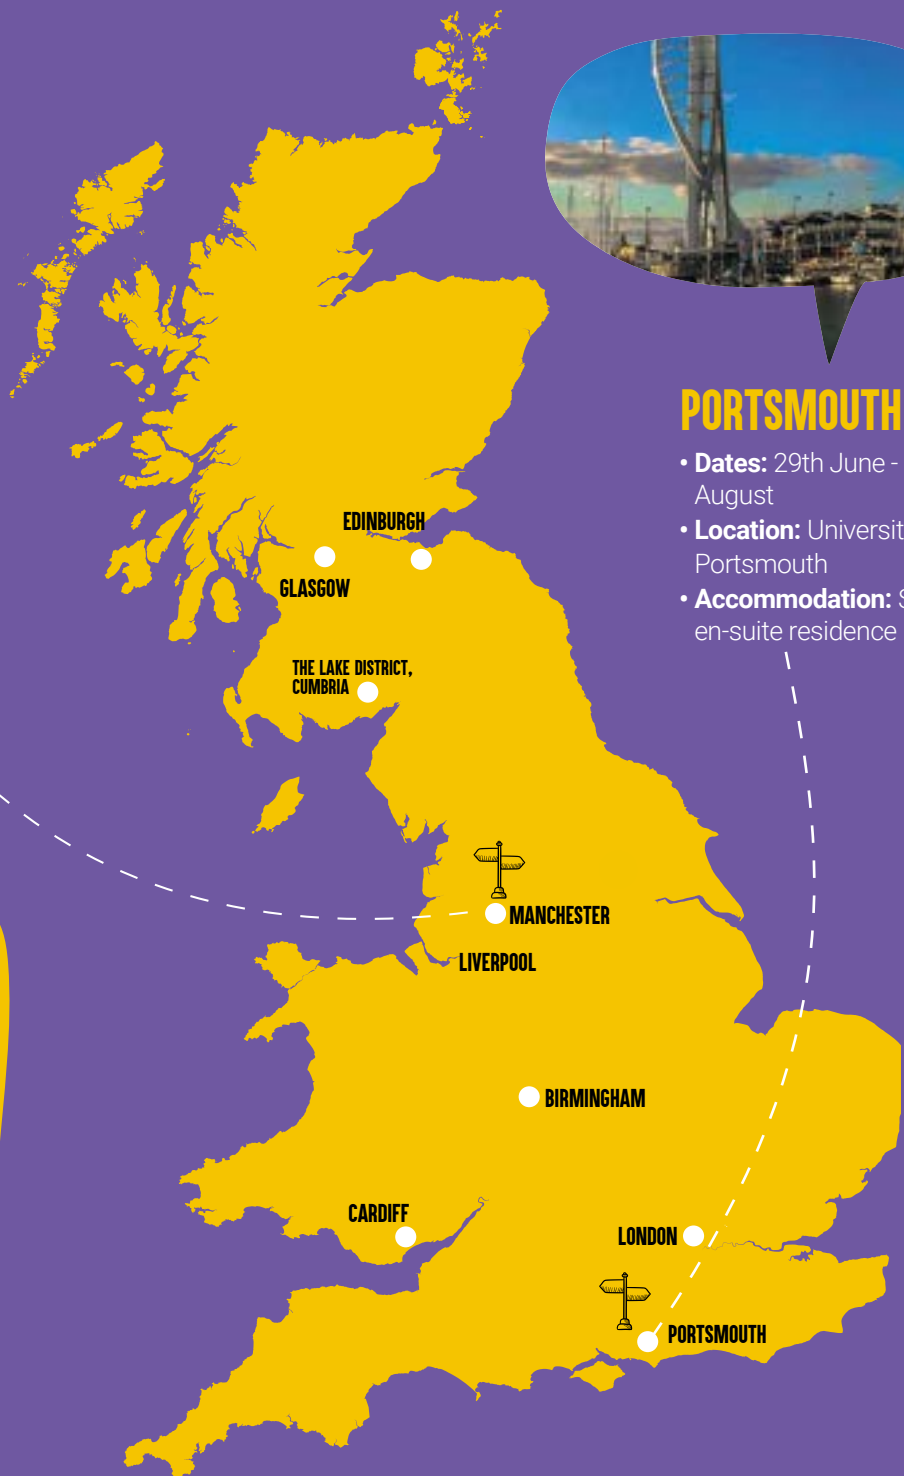 PORTSMOUTH
• Dates: 29th June -
August
• Location: Universit
Portsmouth
• Accommodation: S
en-suite residence
EDINBURGH
GLASGOW
THE LAKE DISTRICT,
CUMBRIA
MANCHESTER
LIVERPOOL
BIRMINGHAM
CARDIFF
LONDON
PORTSMOUTH